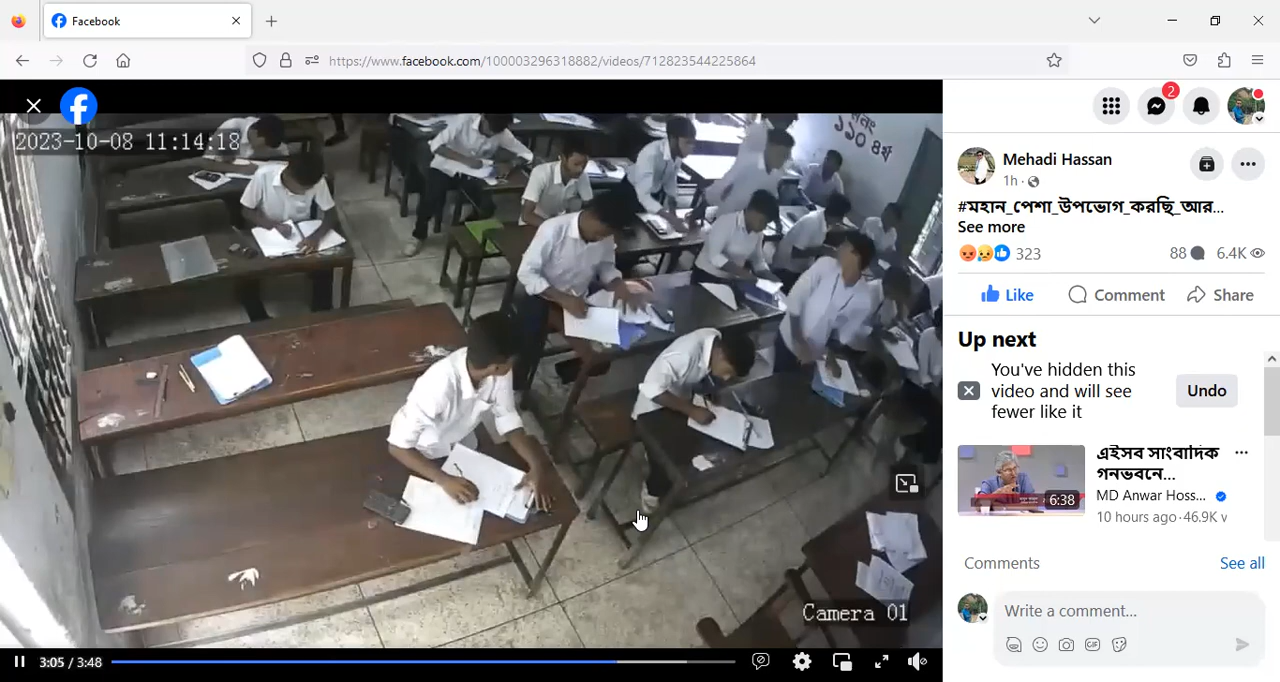 Facebook
https://www.facebook.com/100003296318882/videos/712823544225864
2023-10-08 11:14:18
১১০
Camera 01
3:05 / 3:48
2
Mehadi Hassan
1h
#মহান_পেশা_উপভোগ_করছি_আর...
See more
323
88
6.4K
Like
Comment
Share
Up next
You've hidden this
video and will see
fewer like it
Undo
6:38
এইসব সাংবাদিক
গনভবনে...
MD Anwar Hoss...
10 hours ago·46.9K v
Comments
See all
Write a comment...
GIF